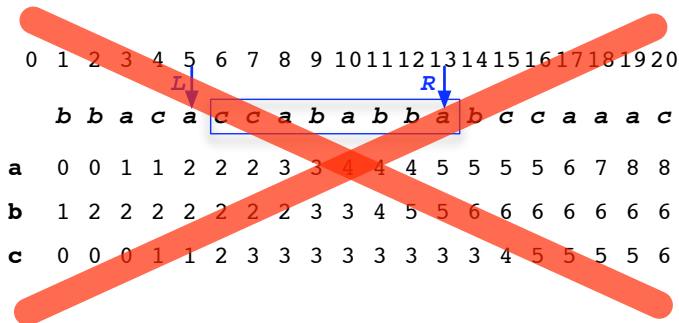 0 1 2 3 4 5 6 7 8 9 10 11 12 13 14 15 16 17 18 19 20
L R
b b a c a c c a b a b b a b c c a a a c
a 0 0 1 1 2 2 2 3 3 4 4 4 5 5 5 5 6 7 8 8
b 1 2 2 2 2 2 2 2 3 3 4 5 5 6 6 6 6 6 6 6
c 0 0 0 1 1 2 3 3 3 3 3 3 3 3 4 5 5 5 5 6